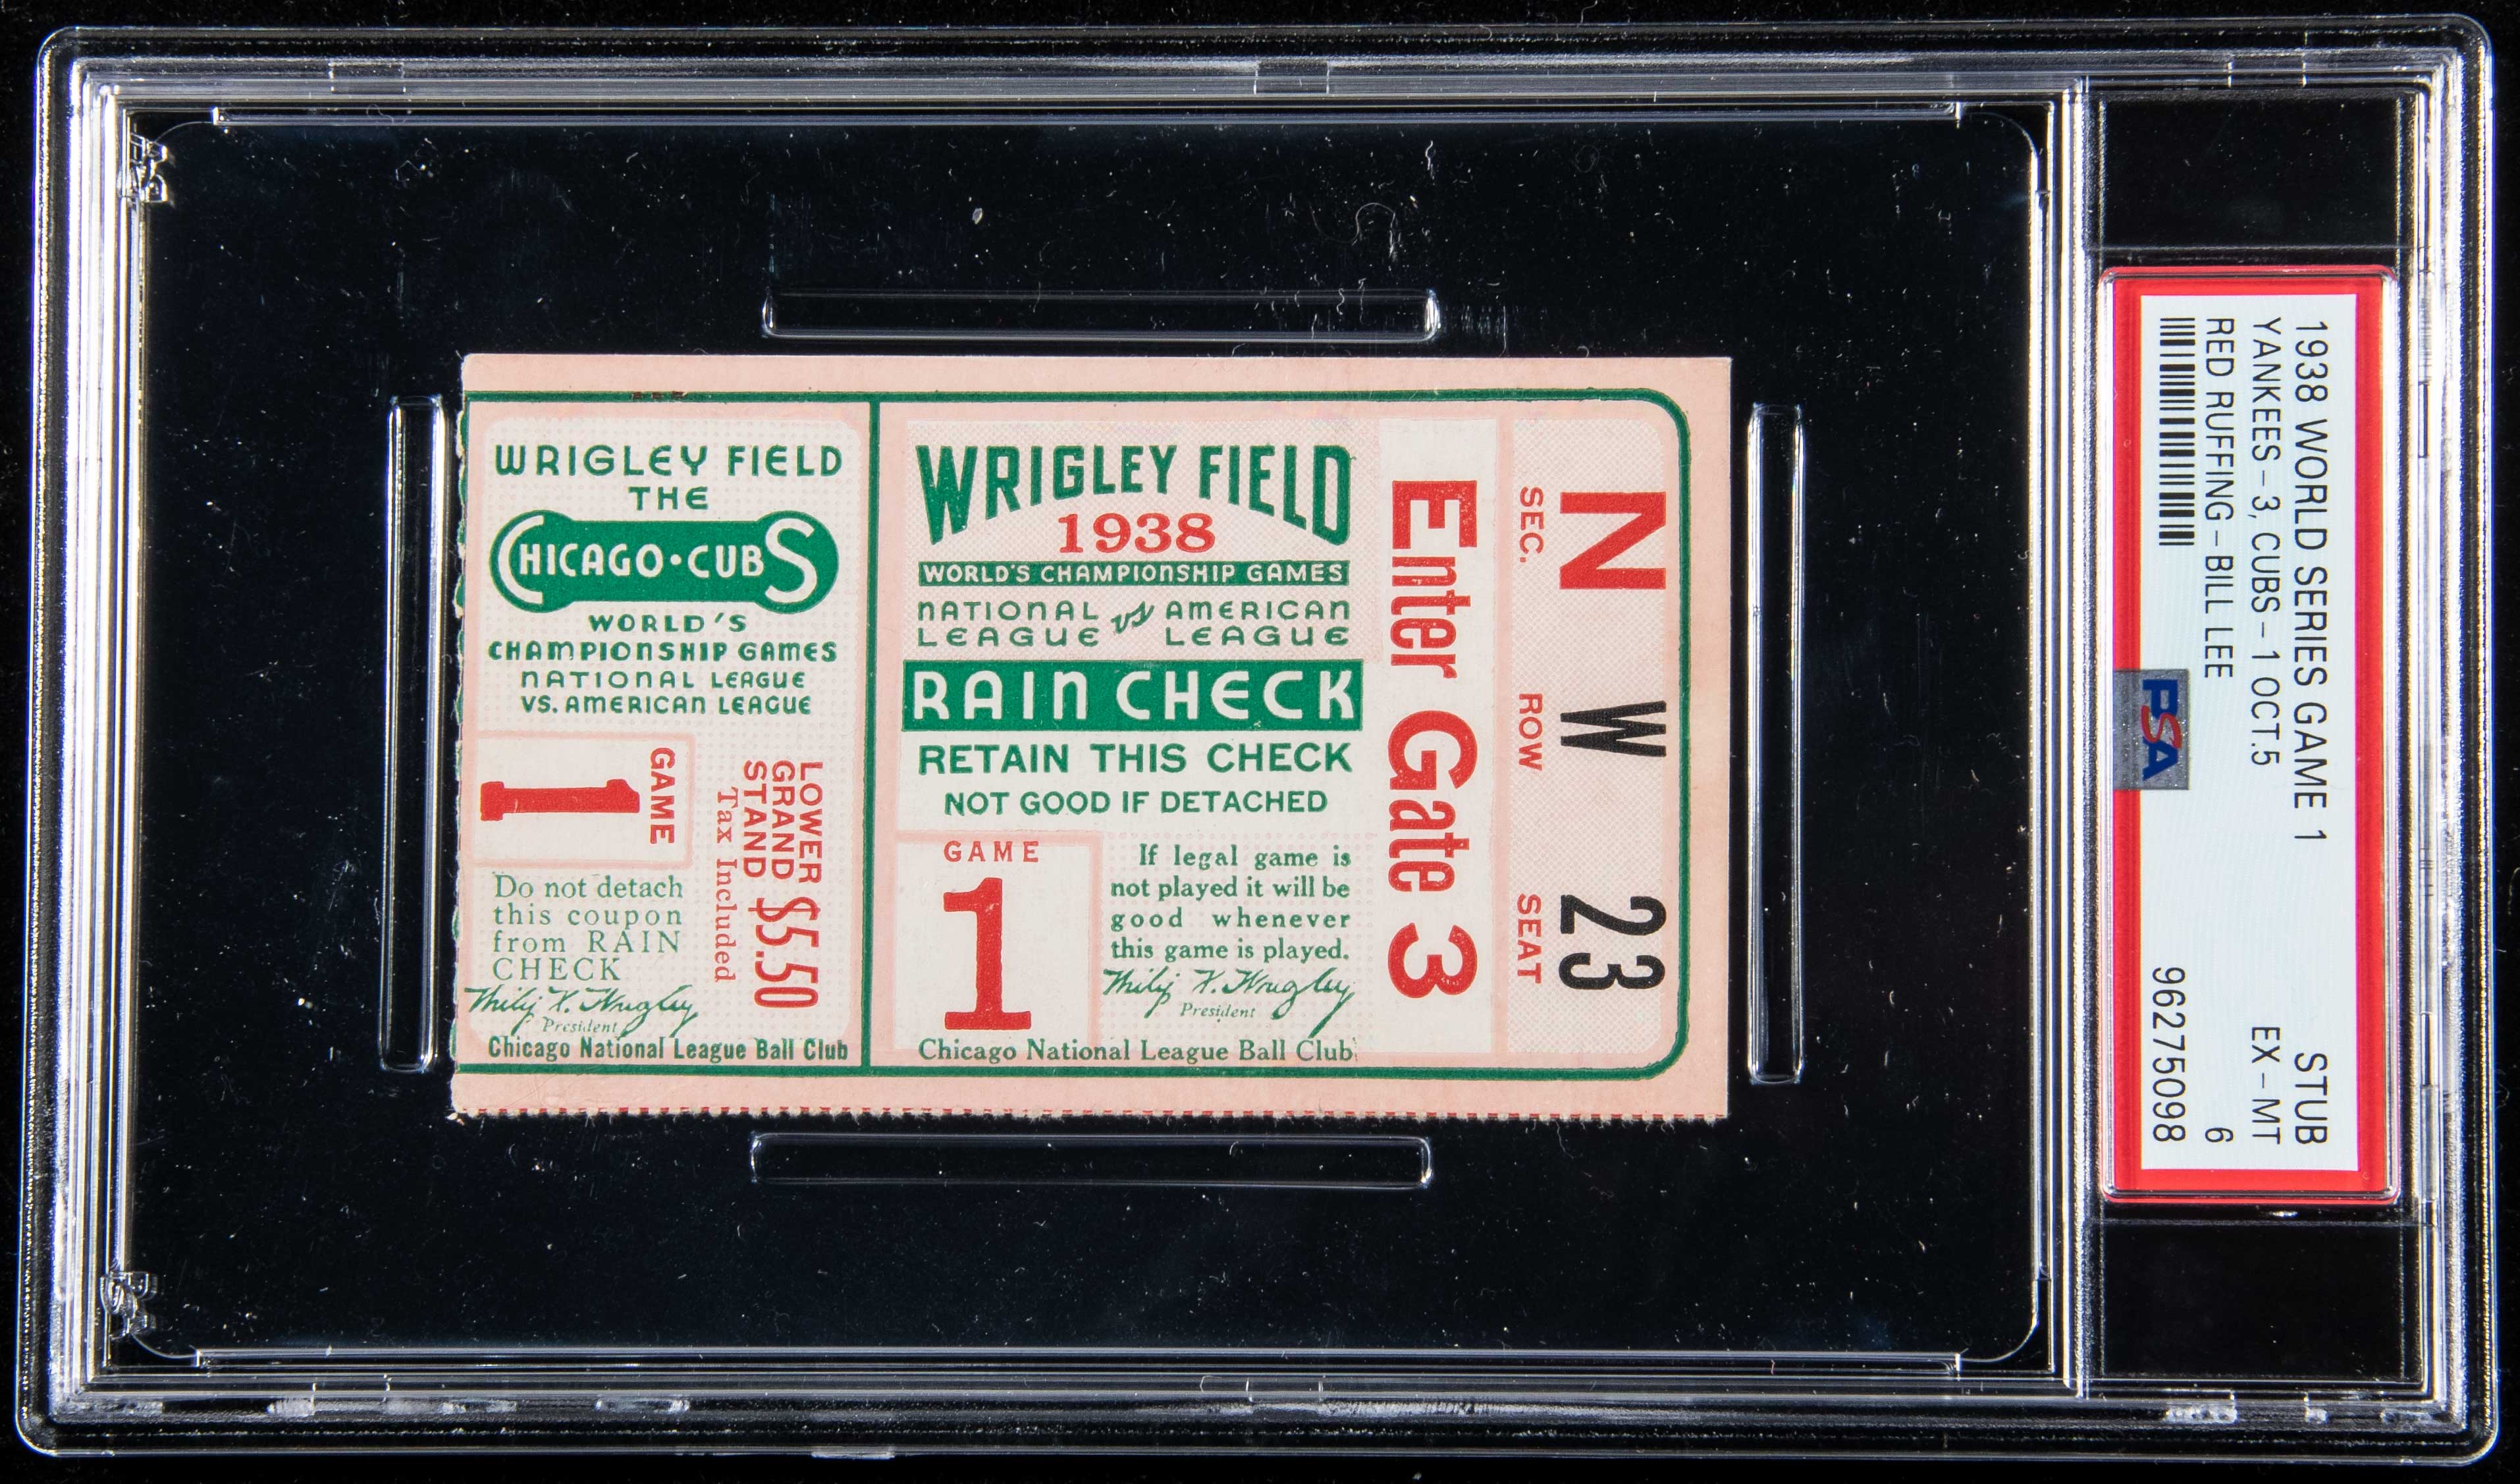 WRIGLEY FIELD
THE
CHICAGO·CUBS
WORLD'S
CHAMPIONSHIP GAMES
NATIONAL LEAGUE
VS. AMERICAN LEAGUE
GAME
1
LOWER
GRAND
STAND $5.50
Tax Included
Do not detach
this coupon
from RAIN
CHECK
Philip K. Wrigley
President
Chicago National League Ball Club
WRIGLEY FIELD
1938
WORLD'S CHAMPIONSHIP GAMES
NATIONAL LEAGUE vs AMERICAN LEAGUE
RAIN CHECK
RETAIN THIS CHECK
NOT GOOD IF DETACHED
GAME
1
If legal game is
not played it will be
good whenever
this game is played.
Philip K. Wrigley
President
Chicago National League Ball Club
Enter Gate 3
N W 23
SEC. ROW SEAT
1938 WORLD SERIES GAME 1 STUB
YANKEES-3, CUBS-1 OCT.5 EX-MT
RED RUFFING-BILL LEE 6
96275098
PSA